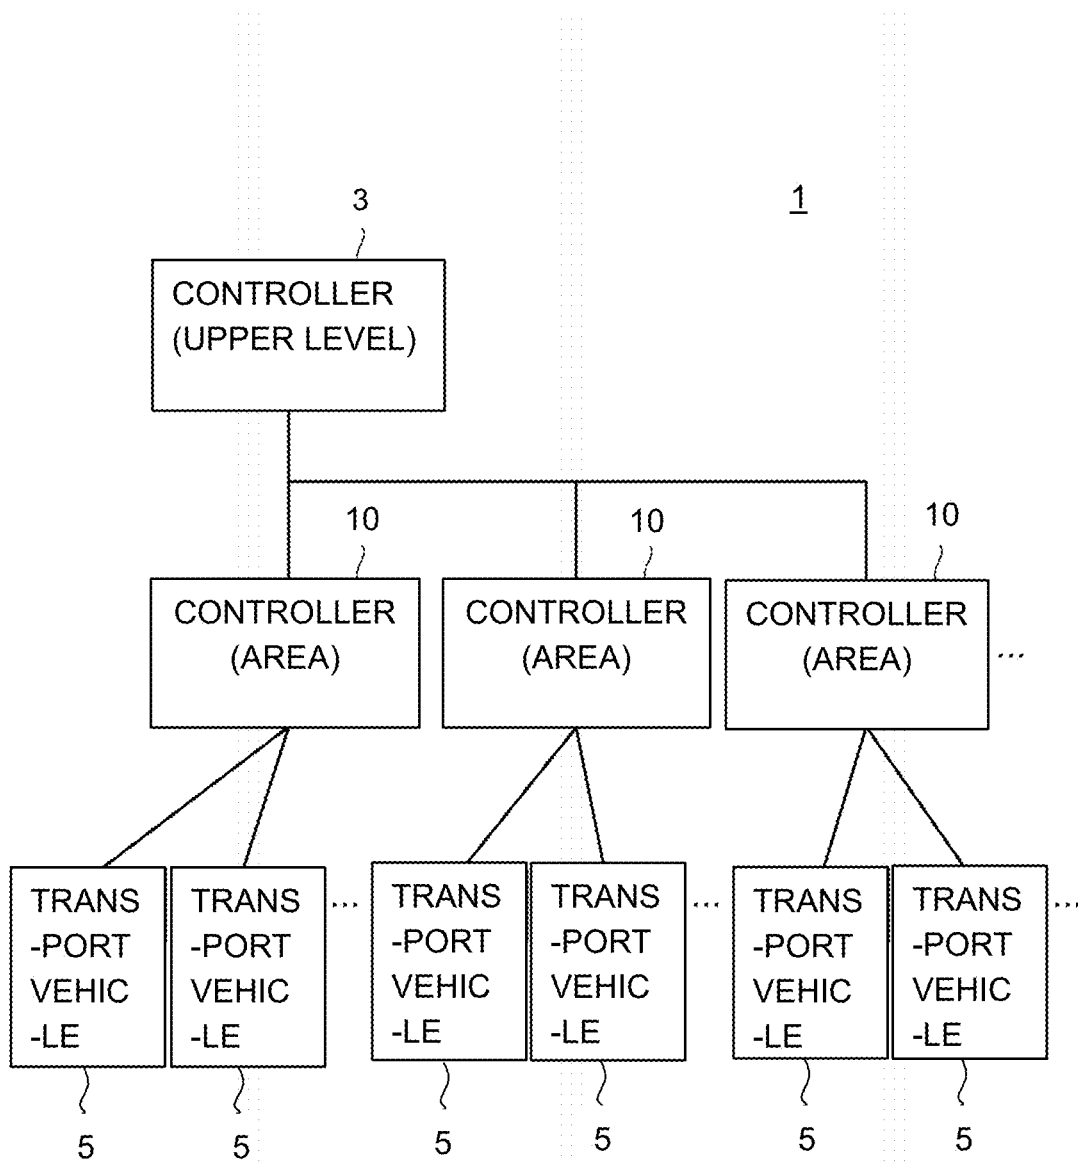 1
3
CONTROLLER
(UPPER LEVEL)
10
10
10
CONTROLLER
(AREA)
CONTROLLER
(AREA)
CONTROLLER
(AREA)
...
TRANS
-PORT
VEHIC
-LE
TRANS
-PORT
VEHIC
-LE
...
TRANS
-PORT
VEHIC
-LE
TRANS
-PORT
VEHIC
-LE
...
TRANS
-PORT
VEHIC
-LE
TRANS
-PORT
VEHIC
-LE
...
5
5
5
5
5
5